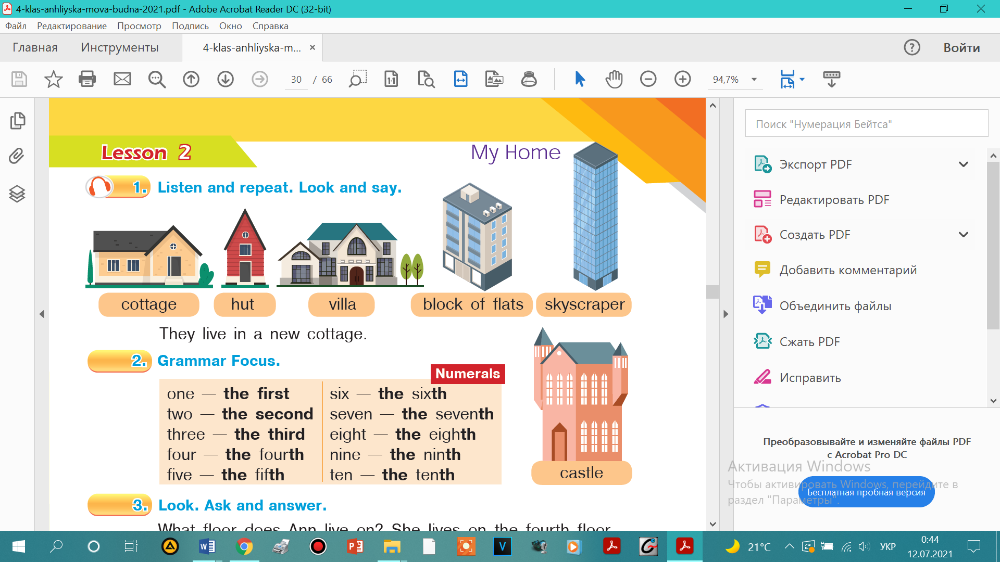 4-klas-anhliyska-mova-budna-2021.pdf - Adobe Acrobat Reader DC (32-bit)
Файл Редактирование Просмотр Подпись Окно Справка
Главная Инструменты 4-klas-anhliyska-m... Войти
30 / 66 1:1 94,7%
Lesson 2
My Home
1. Listen and repeat. Look and say.
cottage hut villa block of flats skyscraper
They live in a new cottage.
2. Grammar Focus.
Numerals
one — the first
two — the second
three — the third
four — the fourth
five — the fifth
six — the sixth
seven — the seventh
eight — the eighth
nine — the ninth
ten — the tenth
castle
3. Look. Ask and answer.
What floor does Ann live on? She lives on the fourth floor
Поиск "Нумерация Бейтса"
Экспорт PDF
Редактировать PDF
Создать PDF
Добавить комментарий
Объединить файлы
Сжать PDF
Исправить
Преобразовывайте и изменяйте файлы PDF
с Acrobat Pro DC
Активация Windows
Чтобы активировать Windows, перейдите в
раздел "Параметры".
Бесплатная пробная версия
21°C УКР
0:44
12.07.2021